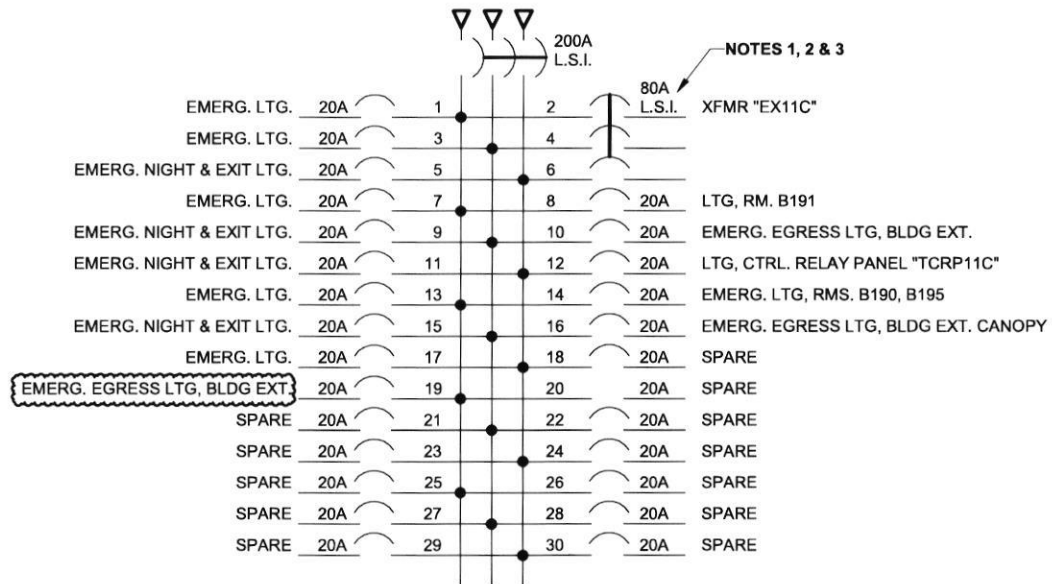 200A
L.S.I.
NOTES 1, 2 & 3
80A
EMERG. LTG. 20A 1 2 L.S.I. XFMR "EX11C"
EMERG. LTG. 20A 3 4
EMERG. NIGHT & EXIT LTG. 20A 5 6
EMERG. LTG. 20A 7 8 20A LTG, RM. B191
EMERG. NIGHT & EXIT LTG. 20A 9 10 20A EMERG. EGRESS LTG, BLDG EXT.
EMERG. NIGHT & EXIT LTG. 20A 11 12 20A LTG, CTRL. RELAY PANEL "TCRP11C"
EMERG. LTG. 20A 13 14 20A EMERG. LTG, RMS. B190, B195
EMERG. NIGHT & EXIT LTG. 20A 15 16 20A EMERG. EGRESS LTG, BLDG EXT. CANOPY
EMERG. LTG. 20A 17 18 20A SPARE
EMERG. EGRESS LTG, BLDG EXT. 20A 19 20 20A SPARE
SPARE 20A 21 22 20A SPARE
SPARE 20A 23 24 20A SPARE
SPARE 20A 25 26 20A SPARE
SPARE 20A 27 28 20A SPARE
SPARE 20A 29 30 20A SPARE